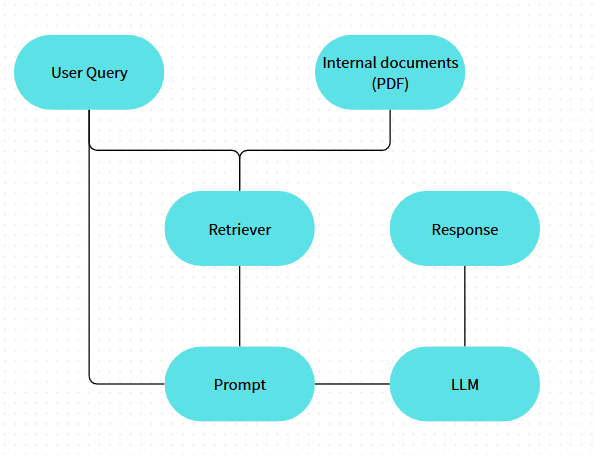 User Query
Internal documents
(PDF)
Retriever
Response
Prompt
LLM